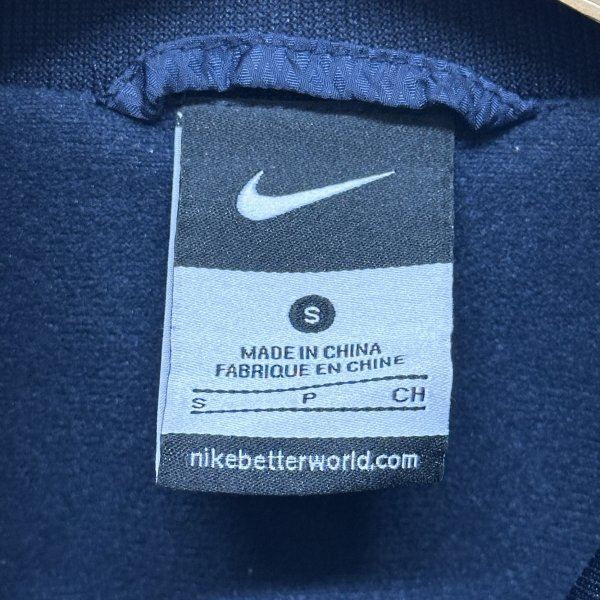 S
MADE IN CHINA
FABRIQUE EN CHINE
S P CH
nikebetterworld.com